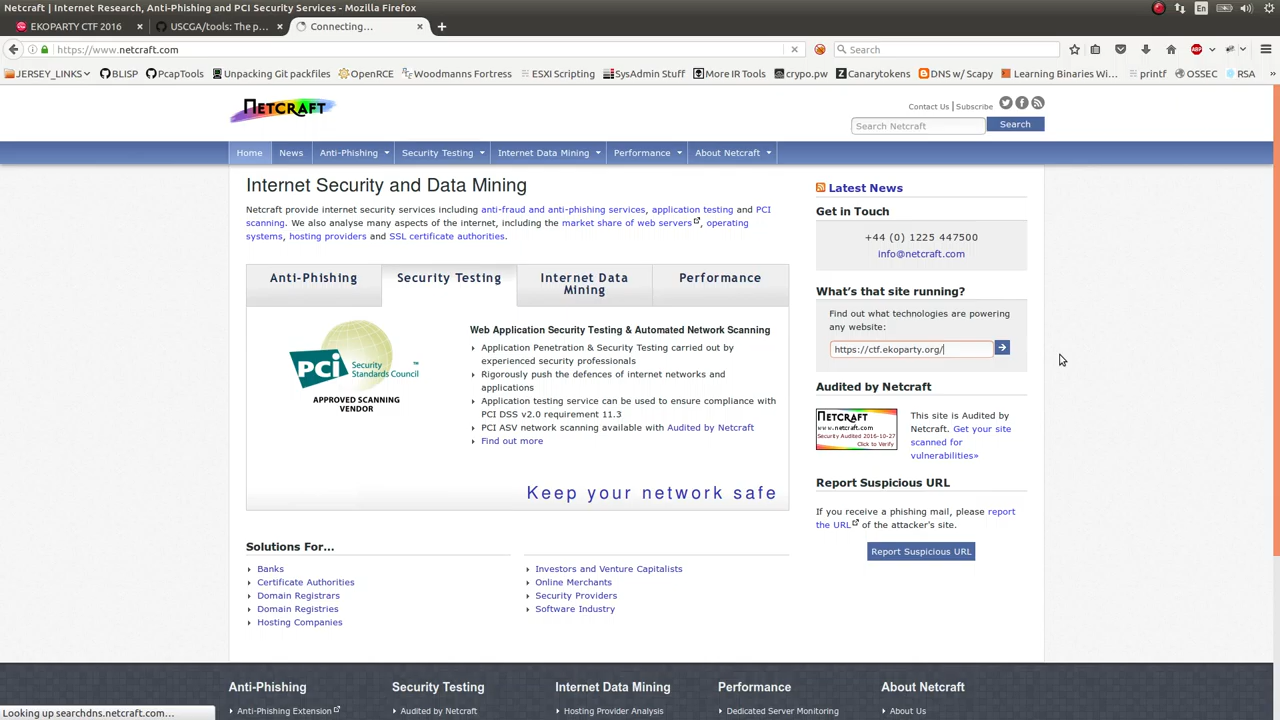 Netcraft | Internet Research, Anti-Phishing and PCI Security Services - Mozilla Firefox
En
EKOPARTY CTF 2016
USCGA/tools: The p...
Connecting...
https://www.netcraft.com
Search
JERSEY_LINKS
BLISP
PcapTools
Unpacking Git packfiles
OpenRCE
Woodmanns Fortress
ESXI Scripting
SysAdmin Stuff
More IR Tools
crypo.pw
Canarytokens
DNS w/ Scapy
Learning Binaries Wi...
printf
OSSEC
RSA
NETCRAFT
Contact Us | Subscribe
Search Netcraft
Search
Home
News
Anti-Phishing
Security Testing
Internet Data Mining
Performance
About Netcraft
Internet Security and Data Mining
Netcraft provide internet security services including anti-fraud and anti-phishing services, application testing and PCI
scanning. We also analyse many aspects of the internet, including the market share of web servers, operating
systems, hosting providers and SSL certificate authorities.
Anti-Phishing
Security Testing
Internet Data
Mining
Performance
PCI Security
Standards Council
APPROVED SCANNING
VENDOR
Web Application Security Testing & Automated Network Scanning
Application Penetration & Security Testing carried out by
experienced security professionals
Rigorously push the defences of internet networks and
applications
Application testing service can be used to ensure compliance with
PCI DSS v2.0 requirement 11.3
PCI ASV network scanning available with Audited by Netcraft
Find out more
Keep your network safe
Solutions For...
Banks
Certificate Authorities
Domain Registrars
Domain Registries
Hosting Companies
Investors and Venture Capitalists
Online Merchants
Security Providers
Software Industry
Latest News
Get in Touch
+44 (0) 1225 447500
info@netcraft.com
What's that site running?
Find out what technologies are powering
any website:
https://ctf.ekoparty.org/
Audited by Netcraft
NETCRAFT
www.netcraft.com
Security Audited 2016-10-27
Click to Verify
This site is Audited by
Netcraft. Get your site
scanned for
vulnerabilities»
Report Suspicious URL
If you receive a phishing mail, please report
the URL of the attacker's site.
Report Suspicious URL
Anti-Phishing
Security Testing
Internet Data Mining
Performance
About Netcraft
Anti-Phishing Extension
Audited by Netcraft
Hosting Provider Analysis
Dedicated Server Monitoring
About Us
Looking up searchdns.netcraft.com...